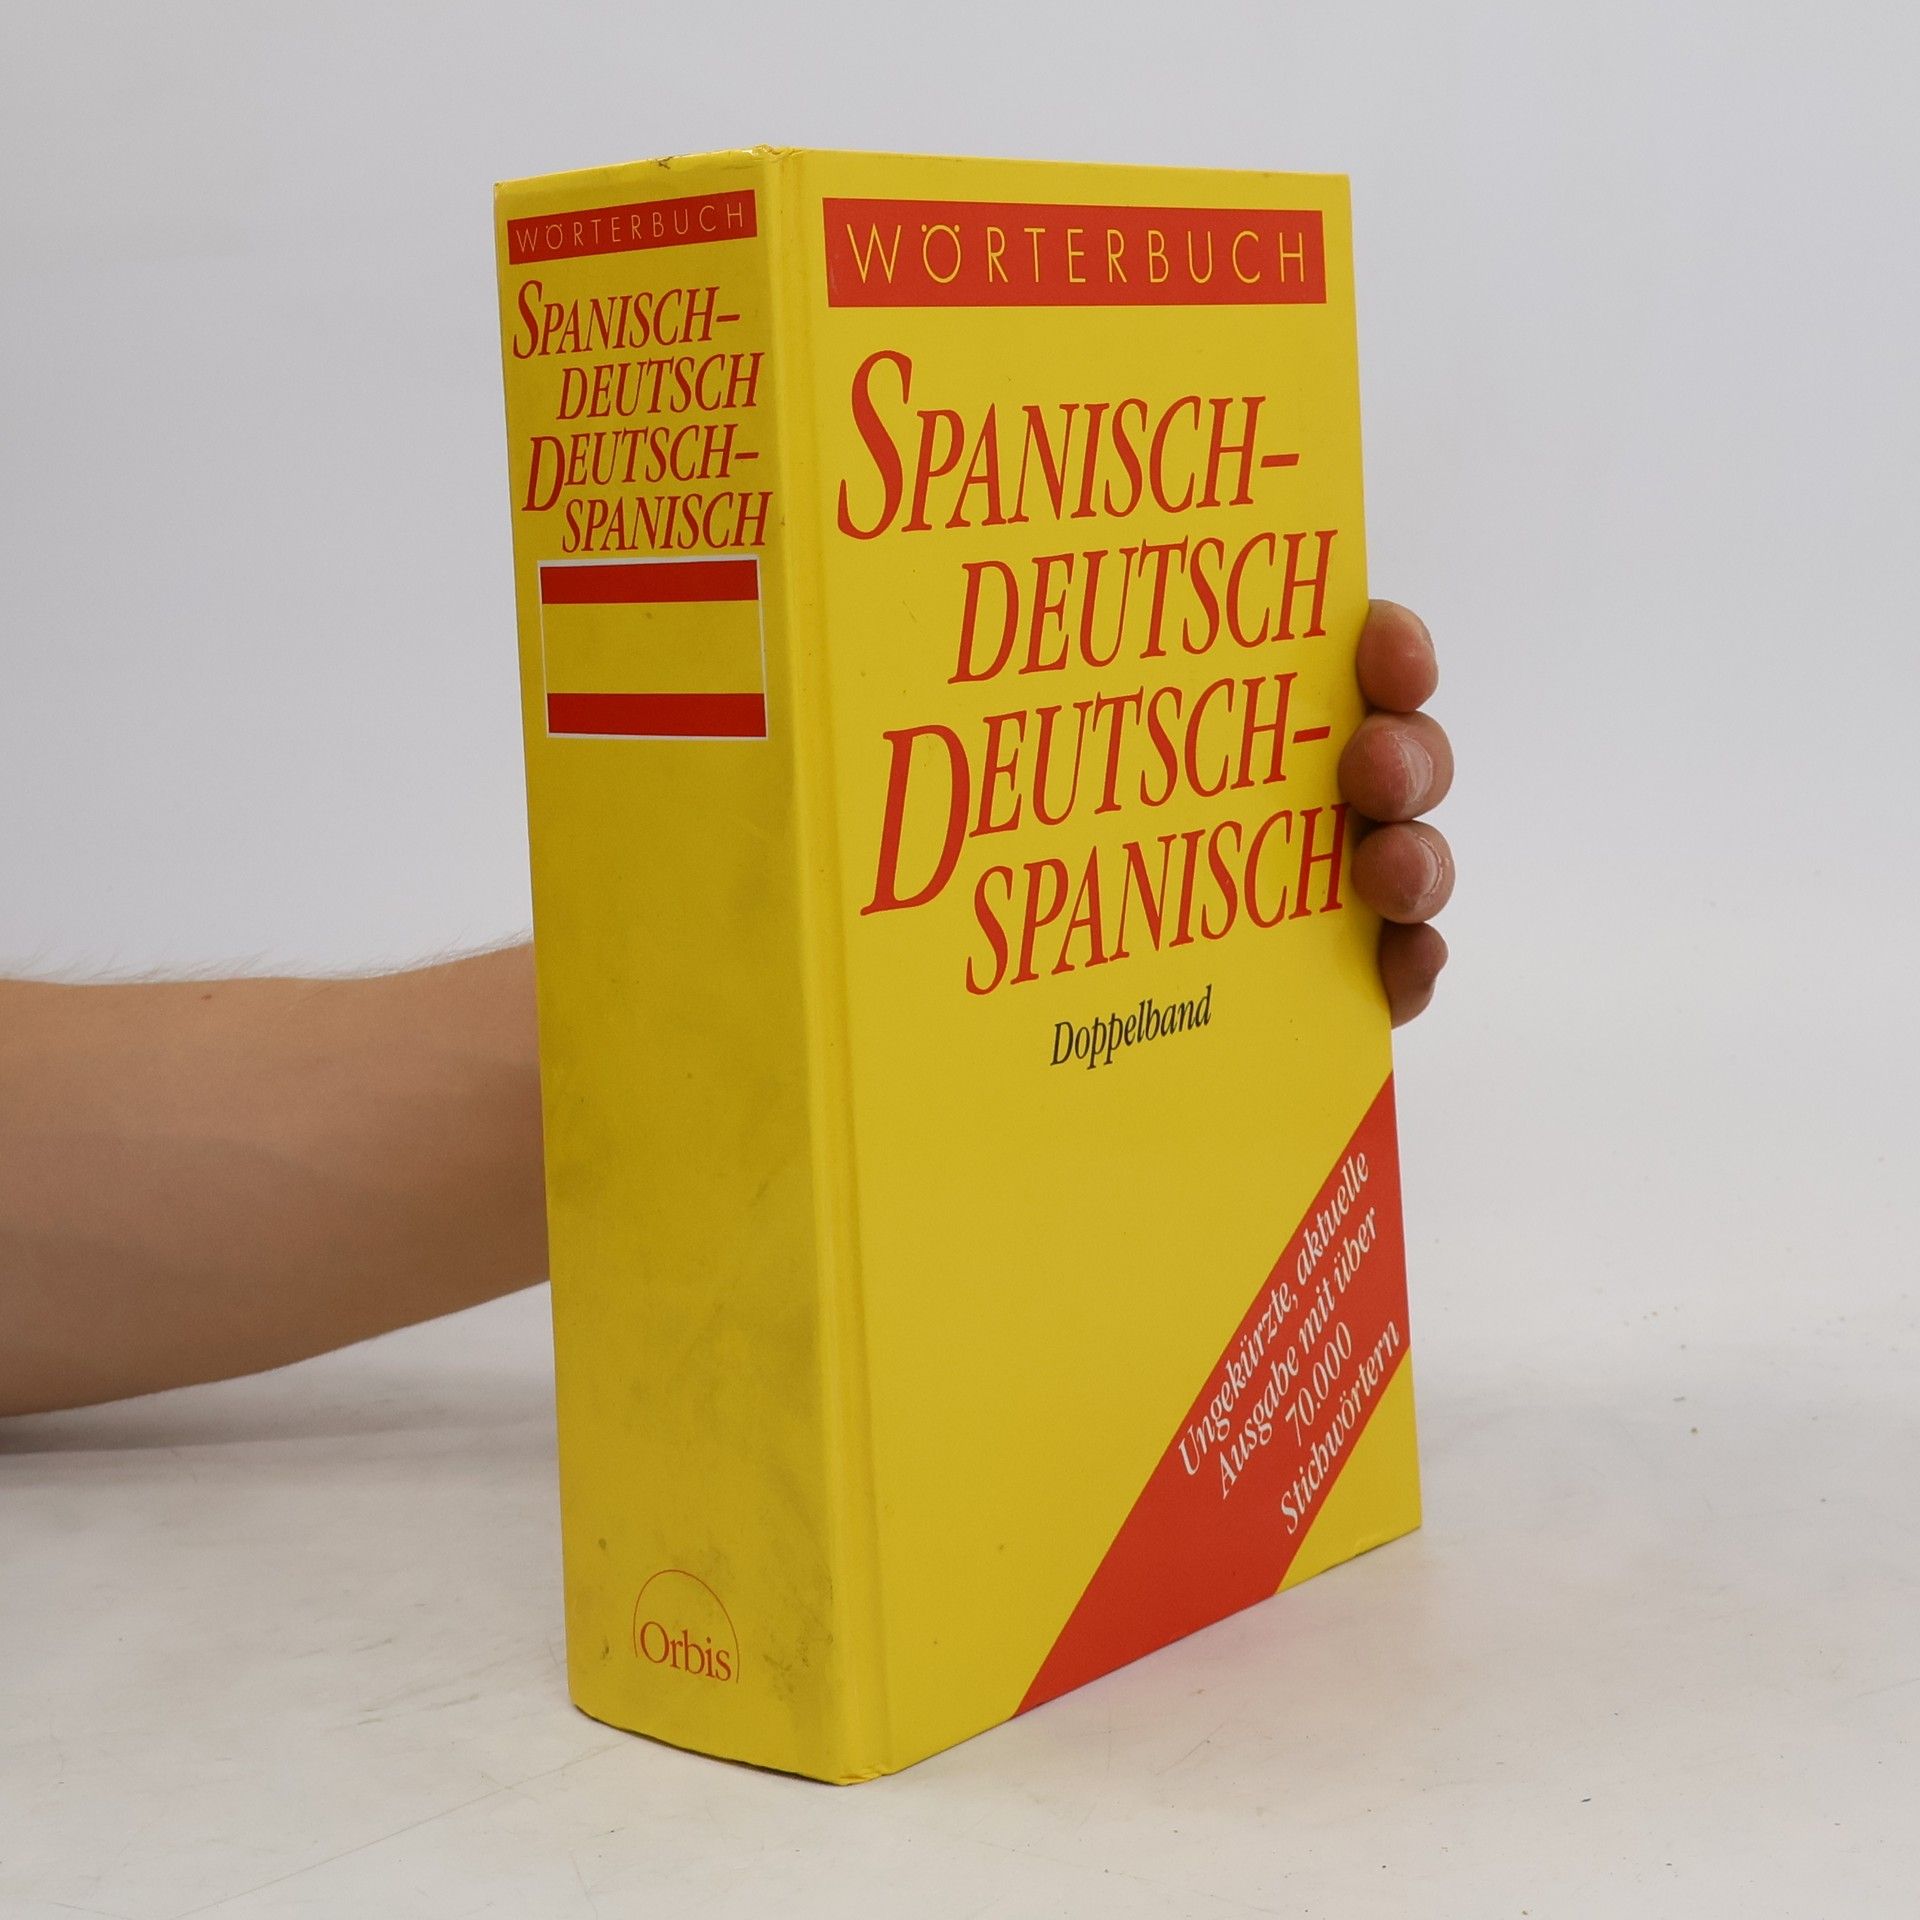 WÖRTERBUCH
SPANISCH-
DEUTSCH
DEUTSCH-
SPANISCH
Orbis
WÖRTERBUCH
SPANISCH-
DEUTSCH
DEUTSCH-
SPANISCH
Doppelband
Ungekürzte, aktuelle
Ausgabe mit über
70.000
Stichwörtern